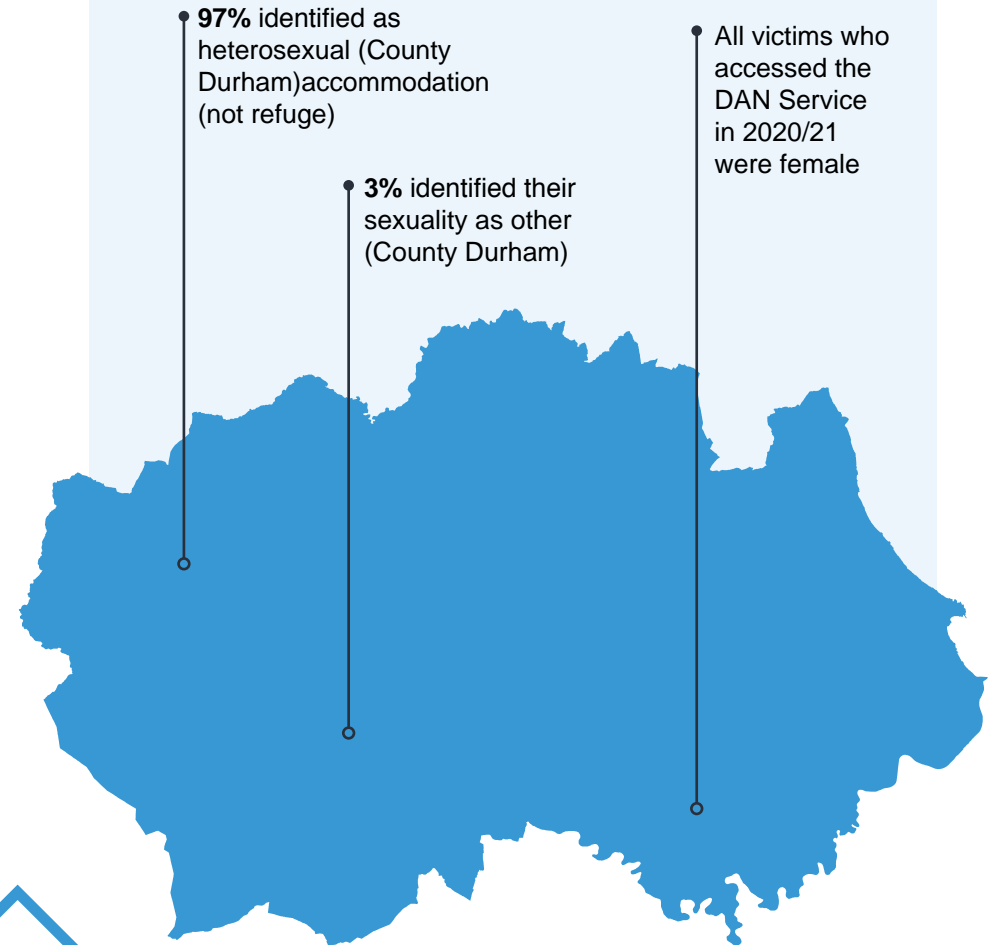 97% identified as
heterosexual (County
Durham)accommodation
(not refuge)
3% identified their
sexuality as other
(County Durham)
All victims who
accessed the
DAN Service
in 2020/21
were female